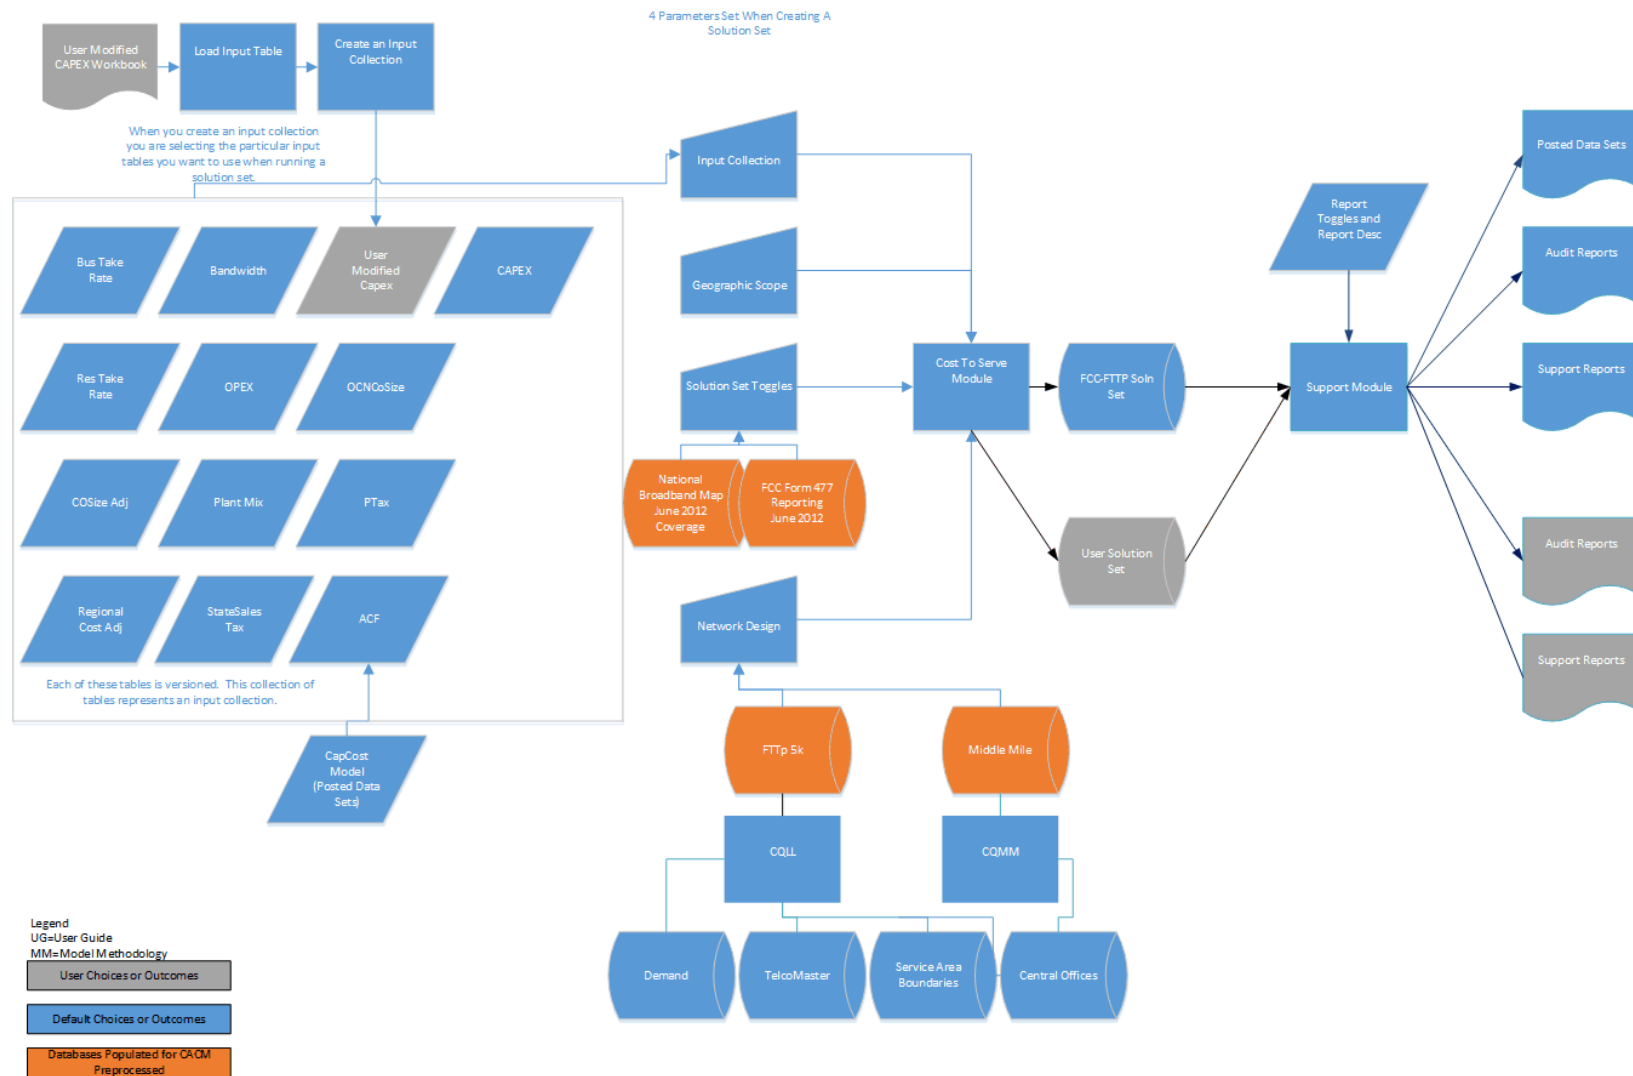 4 Parameters Set When Creating A
Solution Set
User Modified
CAPEX Workbook
Load Input Table
Create an Input
Collection
When you create an input collection
you are selecting the particular input
tables you want to use when running a
solution set.
Input Collection
Posted Data Sets
Report
Toggles and
Report Desc
Bus Take
Rate
Bandwidth
User
Modified
Capex
CAPEX
Geographic Scope
Audit Reports
Res Take
Rate
OPEX
OCNCoSize
Solution Set Toggles
Cost To Serve
Module
FCC-FTTP Soln
Set
Support Module
Support Reports
COSize Adj
Plant Mix
PTax
National
Broadband Map
June 2012
Coverage
FCC Form 477
Reporting
June 2012
User Solution
Set
Audit Reports
Regional
Cost Adj
StateSales
Tax
ACF
Network Design
Support Reports
Each of these tables is versioned. This collection of
tables represents an input collection.
CapCost
Model
(Posted Data
Sets)
FTTp 5k
Middle Mile
CQLL
CQMM
Demand
TelcoMaster
Service Area
Boundaries
Central Offices
Legend
UG=User Guide
MM=Model Methodology
User Choices or Outcomes
Default Choices or Outcomes
Databases Populated for CACM
Preprocessed